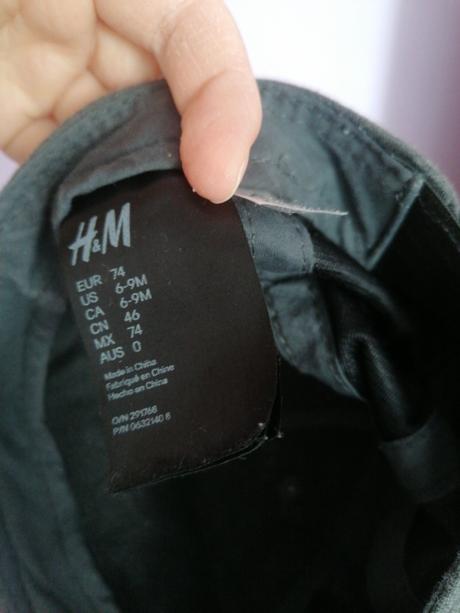 H&M
EUR 74
US 6-9M
CA 6-9M
CN 46
MX 74
AUS 0
Made in China
Fabriqué en Chine
Hecho en China
O/N 291768
P/N 0632140 6